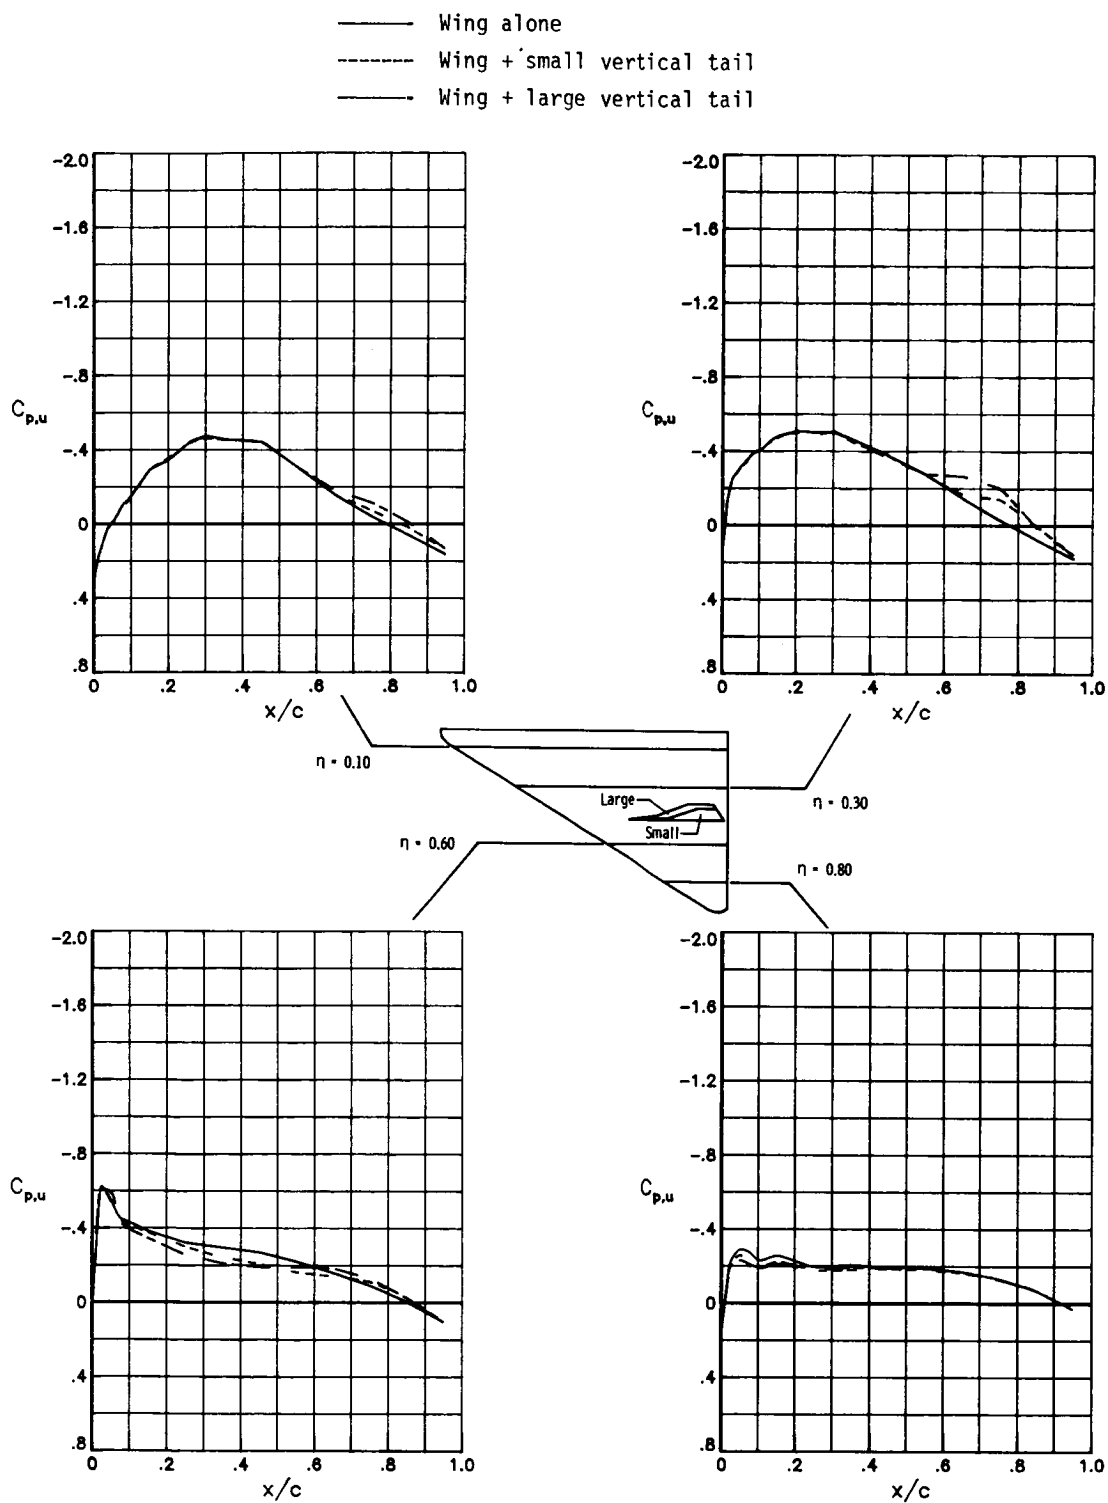 Wing alone
Wing + small vertical tail
Wing + large vertical tail
-2.0
-1.6
-1.2
-.8
Cp,u
-.4
0
.4
.8
0 .2 .4 .6 .8 1.0
x/c
-2.0
-1.6
-1.2
-.8
Cp,u
-.4
0
.4
.8
0 .2 .4 .6 .8 1.0
x/c
η = 0.10
Large
η = 0.30
Small
η = 0.60
η = 0.80
-2.0
-1.6
-1.2
-.8
Cp,u
-.4
0
.4
.8
0 .2 .4 .6 .8 1.0
x/c
-2.0
-1.6
-1.2
-.8
Cp,u
-.4
0
.4
.8
0 .2 .4 .6 .8 1.0
x/c